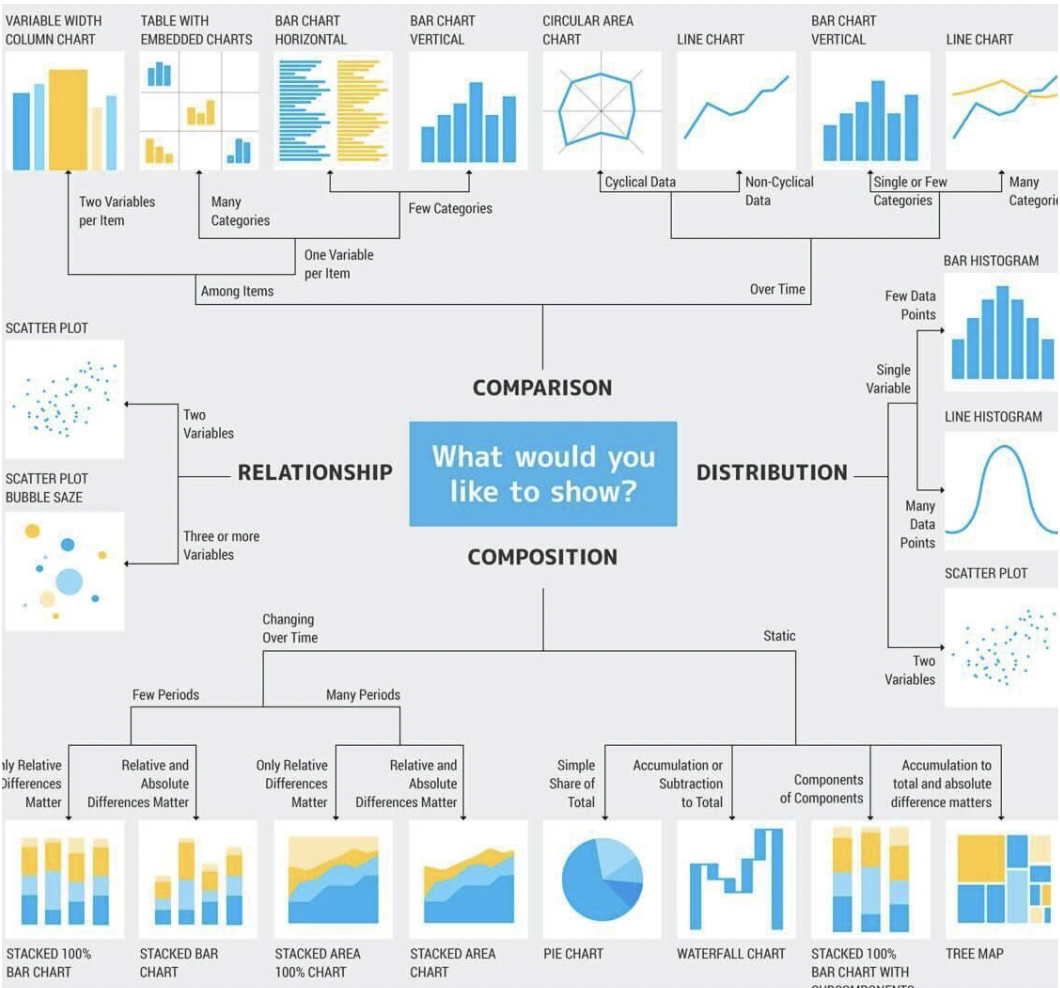 VARIABLE WIDTH
COLUMN CHART
TABLE WITH
EMBEDDED CHARTS
BAR CHART
HORIZONTAL
BAR CHART
VERTICAL
CIRCULAR AREA
CHART
LINE CHART
BAR CHART
VERTICAL
LINE CHART
Two Variables
per Item
Many
Categories
Few Categories
Cyclical Data
Non-Cyclical
Data
Single or Few
Categories
Many
Categorie
One Variable
per Item
Among Items
Over Time
BAR HISTOGRAM
Few Data
Points
Single
Variable
SCATTER PLOT
Two
Variables
COMPARISON
LINE HISTOGRAM
RELATIONSHIP
What would you
like to show?
DISTRIBUTION
SCATTER PLOT
BUBBLE SAZE
Many
Data
Points
Three or more
Variables
COMPOSITION
SCATTER PLOT
Two
Variables
Changing
Over Time
Static
Few Periods
Many Periods
nly Relative
Differences
Matter
Relative and
Absolute
Differences Matter
Only Relative
Differences
Matter
Relative and
Absolute
Differences Matter
Simple
Share of
Total
Accumulation or
Subtraction
to Total
Components
of Components
Accumulation to
total and absolute
difference matters
STACKED 100%
BAR CHART
STACKED BAR
CHART
STACKED AREA
100% CHART
STACKED AREA
CHART
PIE CHART
WATERFALL CHART
STACKED 100%
BAR CHART WITH
SUBCOMPONENTS
TREE MAP